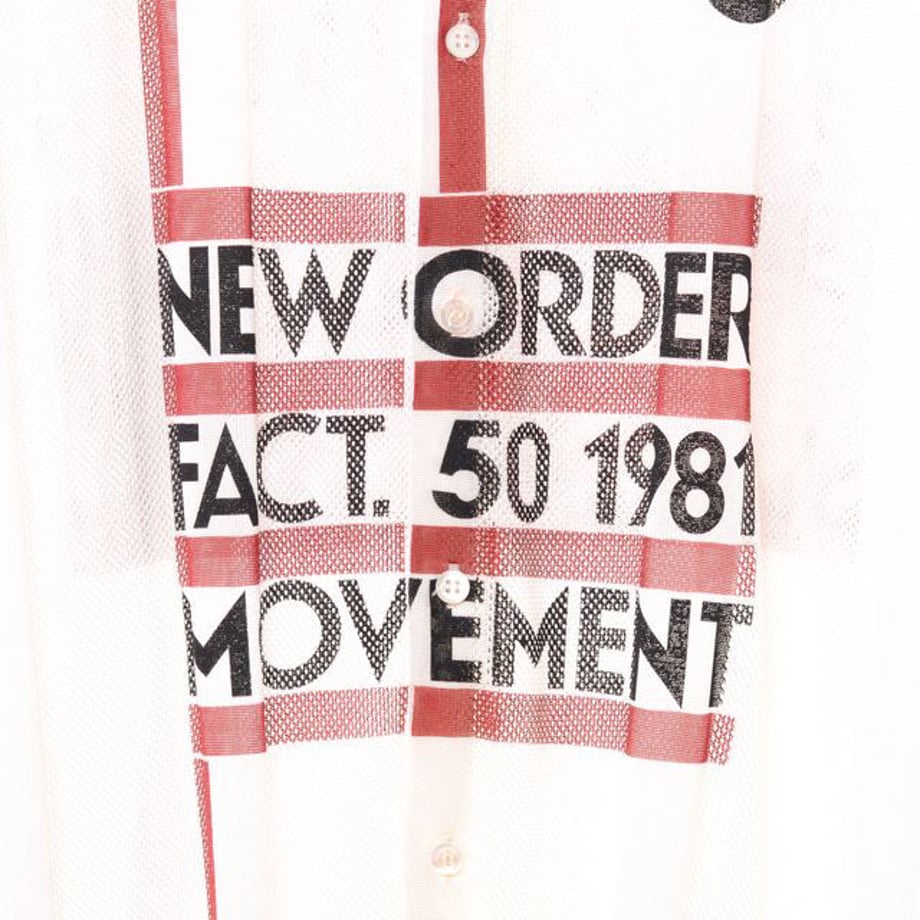 NEW ORDER
FACT. 50 1981
MOVEMENT